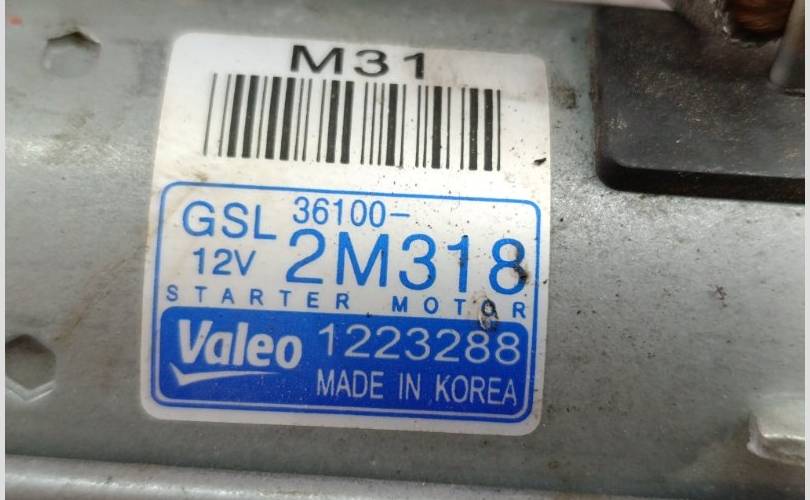 M31
GSL 36100-
12V 2M318
STARTER MOTOR
Valeo 1223288
MADE IN KOREA